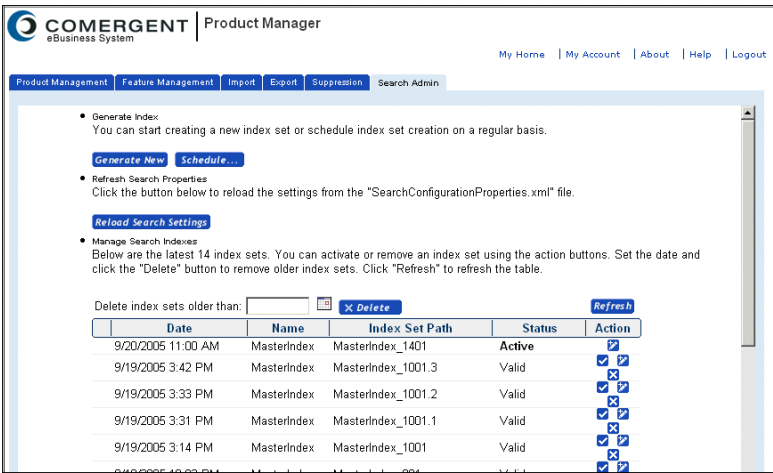 COMERGENT
eBusiness System
Product Manager
My Home | My Account | About | Help | Logout
Product Management Feature Management Import Export Suppression Search Admin
Generate Index
You can start creating a new index set or schedule index set creation on a regular basis.
Generate New Schedule...
Refresh Search Properties
Click the button below to reload the settings from the "SearchConfigurationProperties.xml" file.
Reload Search Settings
Manage Search Indexes
Below are the latest 14 index sets. You can activate or remove an index set using the action buttons. Set the date and
click the "Delete" button to remove older index sets. Click "Refresh" to refresh the table.
Delete index sets older than: Delete Refresh
Date Name Index Set Path Status Action
9/20/2005 11:00 AM MasterIndex MasterIndex_1401 Active
9/19/2005 3:42 PM MasterIndex MasterIndex_1001.3 Valid
9/19/2005 3:33 PM MasterIndex MasterIndex_1001.2 Valid
9/19/2005 3:31 PM MasterIndex MasterIndex_1001.1 Valid
9/19/2005 3:14 PM MasterIndex MasterIndex_1001 Valid